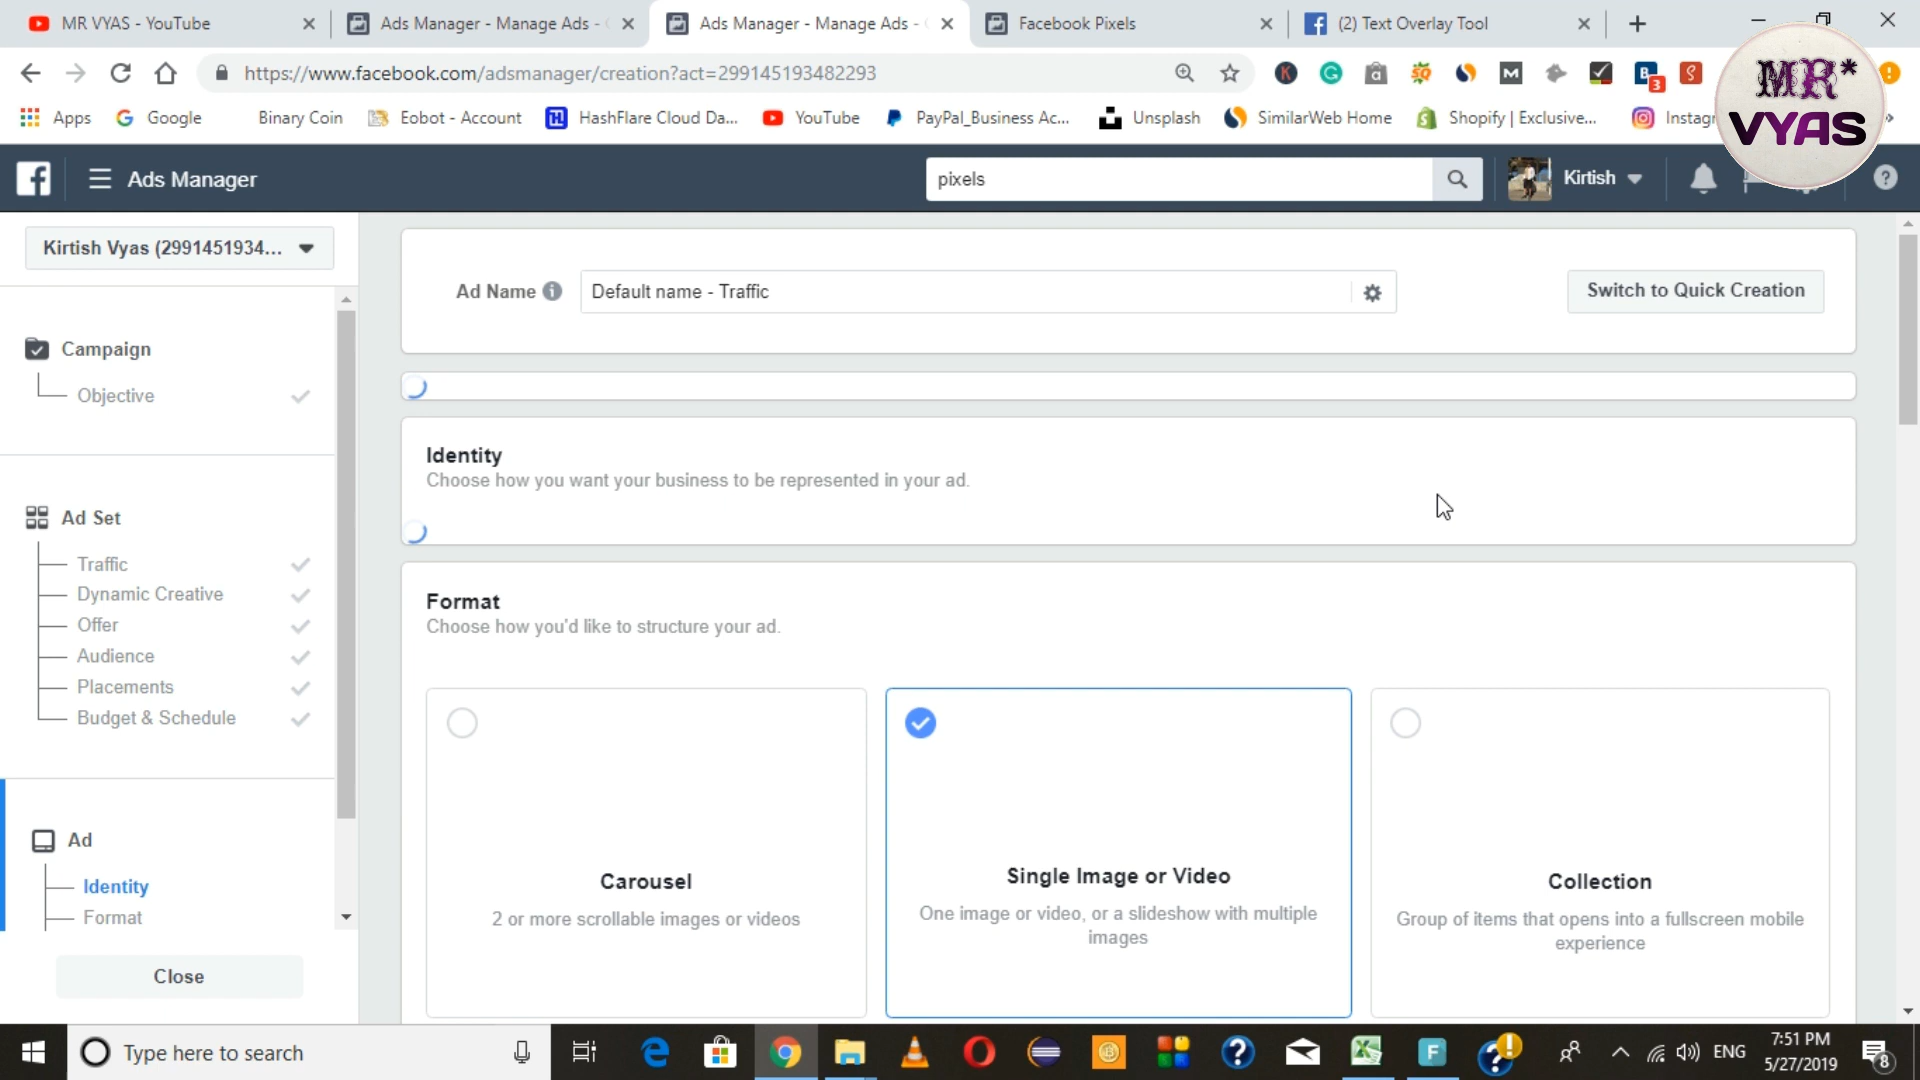 MR VYAS - YouTube
Ads Manager - Manage Ads -
Ads Manager - Manage Ads -
Facebook Pixels
(2) Text Overlay Tool
https://www.facebook.com/adsmanager/creation?act=299145193482293
Apps
Google
Binary Coin
Eobot - Account
HashFlare Cloud Da...
YouTube
PayPal_Business Ac...
Unsplash
SimilarWeb Home
Shopify | Exclusive...
MR*
VYAS
Ads Manager
pixels
Kirtish
Kirtish Vyas (2991451934...
Ad Name
Default name - Traffic
Switch to Quick Creation
Campaign
Objective
Ad Set
Traffic
Dynamic Creative
Offer
Audience
Placements
Budget & Schedule
Ad
Identity
Format
Close
Identity
Choose how you want your business to be represented in your ad.
Format
Choose how you'd like to structure your ad.
Carousel
2 or more scrollable images or videos
Single Image or Video
One image or video, or a slideshow with multiple
images
Collection
Group of items that opens into a fullscreen mobile
experience
Type here to search
ENG
7:51 PM
5/27/2019
8